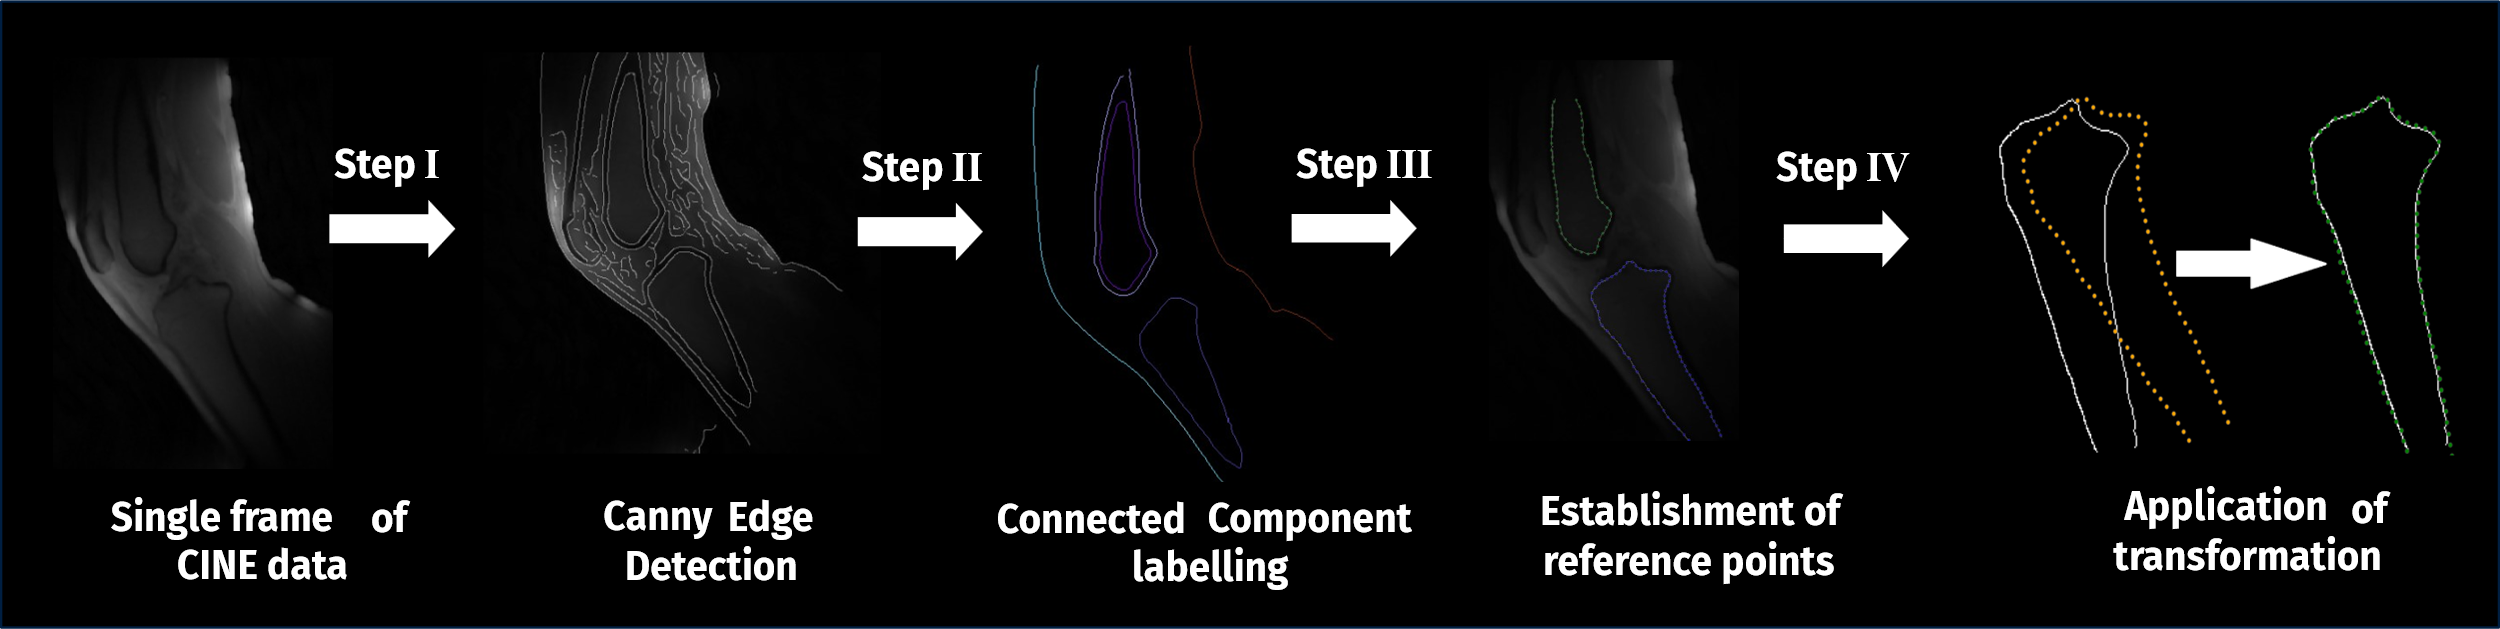 Step I
Step II
Step III
Step IV
Single frame of
CINE data
Canny Edge
Detection
Connected Component
labelling
Establishment of
reference points
Application of
transformation